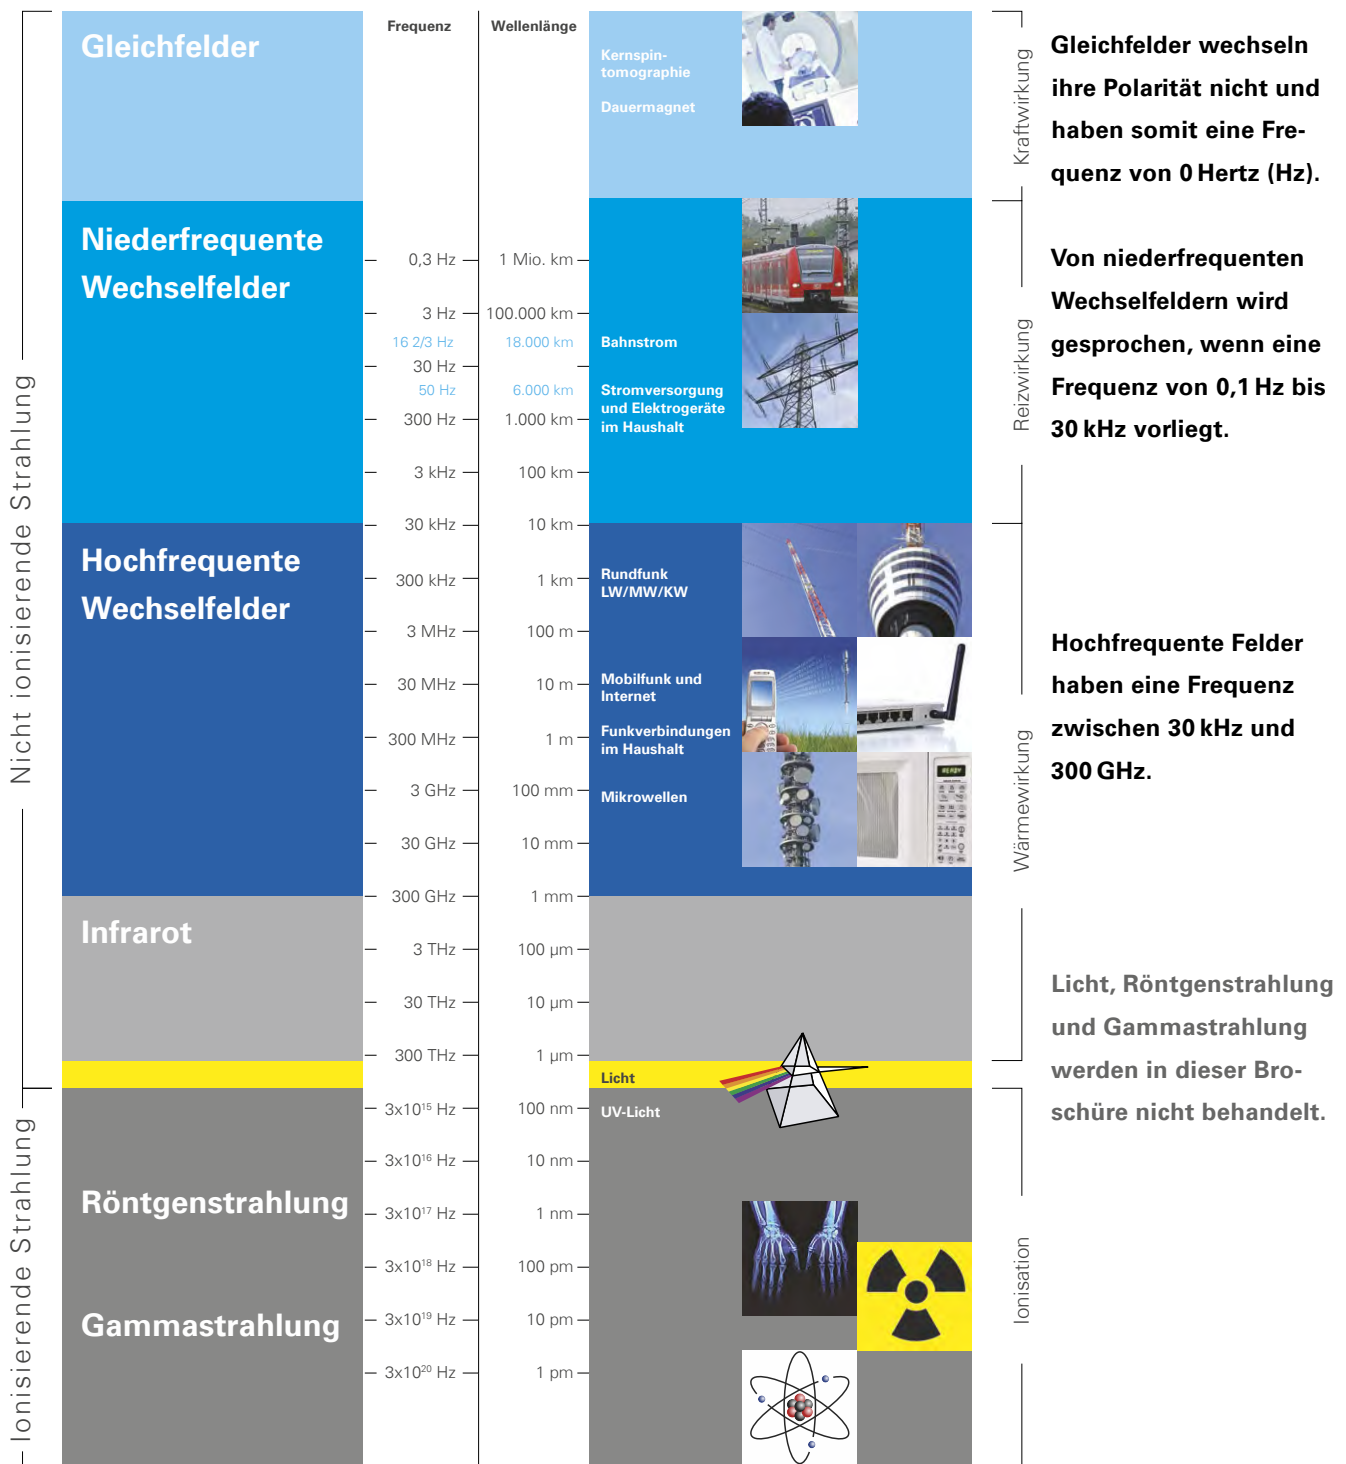 Nicht ionisierende Strahlung
Ionisierende Strahlung
Frequenz
Wellenlänge
Gleichfelder
Kernspin-
tomographie
Dauermagnet
Niederfrequente
Wechselfelder
0,3 Hz
1 Mio. km
3 Hz
100.000 km
16 2/3 Hz
18.000 km
Bahnstrom
30 Hz
50 Hz
6.000 km
Stromversorgung
und Elektrogeräte
im Haushalt
300 Hz
1.000 km
3 kHz
100 km
30 kHz
10 km
Hochfrequente
Wechselfelder
300 kHz
1 km
Rundfunk
LW/MW/KW
3 MHz
100 m
30 MHz
10 m
Mobilfunk und
Internet
300 MHz
1 m
Funkverbindungen
im Haushalt
3 GHz
100 mm
Mikrowellen
30 GHz
10 mm
300 GHz
1 mm
Infrarot
3 THz
100 µm
30 THz
10 µm
300 THz
1 µm
Licht
3x10¹⁵ Hz
100 nm
UV-Licht
3x10¹⁶ Hz
10 nm
Röntgenstrahlung
3x10¹⁷ Hz
1 nm
3x10¹⁸ Hz
100 pm
Gammastrahlung
3x10¹⁹ Hz
10 pm
3x10²⁰ Hz
1 pm
Kraftwirkung
Reizwirkung
Wärmewirkung
Ionisation
Gleichfelder wechseln
ihre Polarität nicht und
haben somit eine Fre-
quenz von 0 Hertz (Hz).
Von niederfrequenten
Wechselfeldern wird
gesprochen, wenn eine
Frequenz von 0,1 Hz bis
30 kHz vorliegt.
Hochfrequente Felder
haben eine Frequenz
zwischen 30 kHz und
300 GHz.
Licht, Röntgenstrahlung
und Gammastrahlung
werden in dieser Bro-
schüre nicht behandelt.